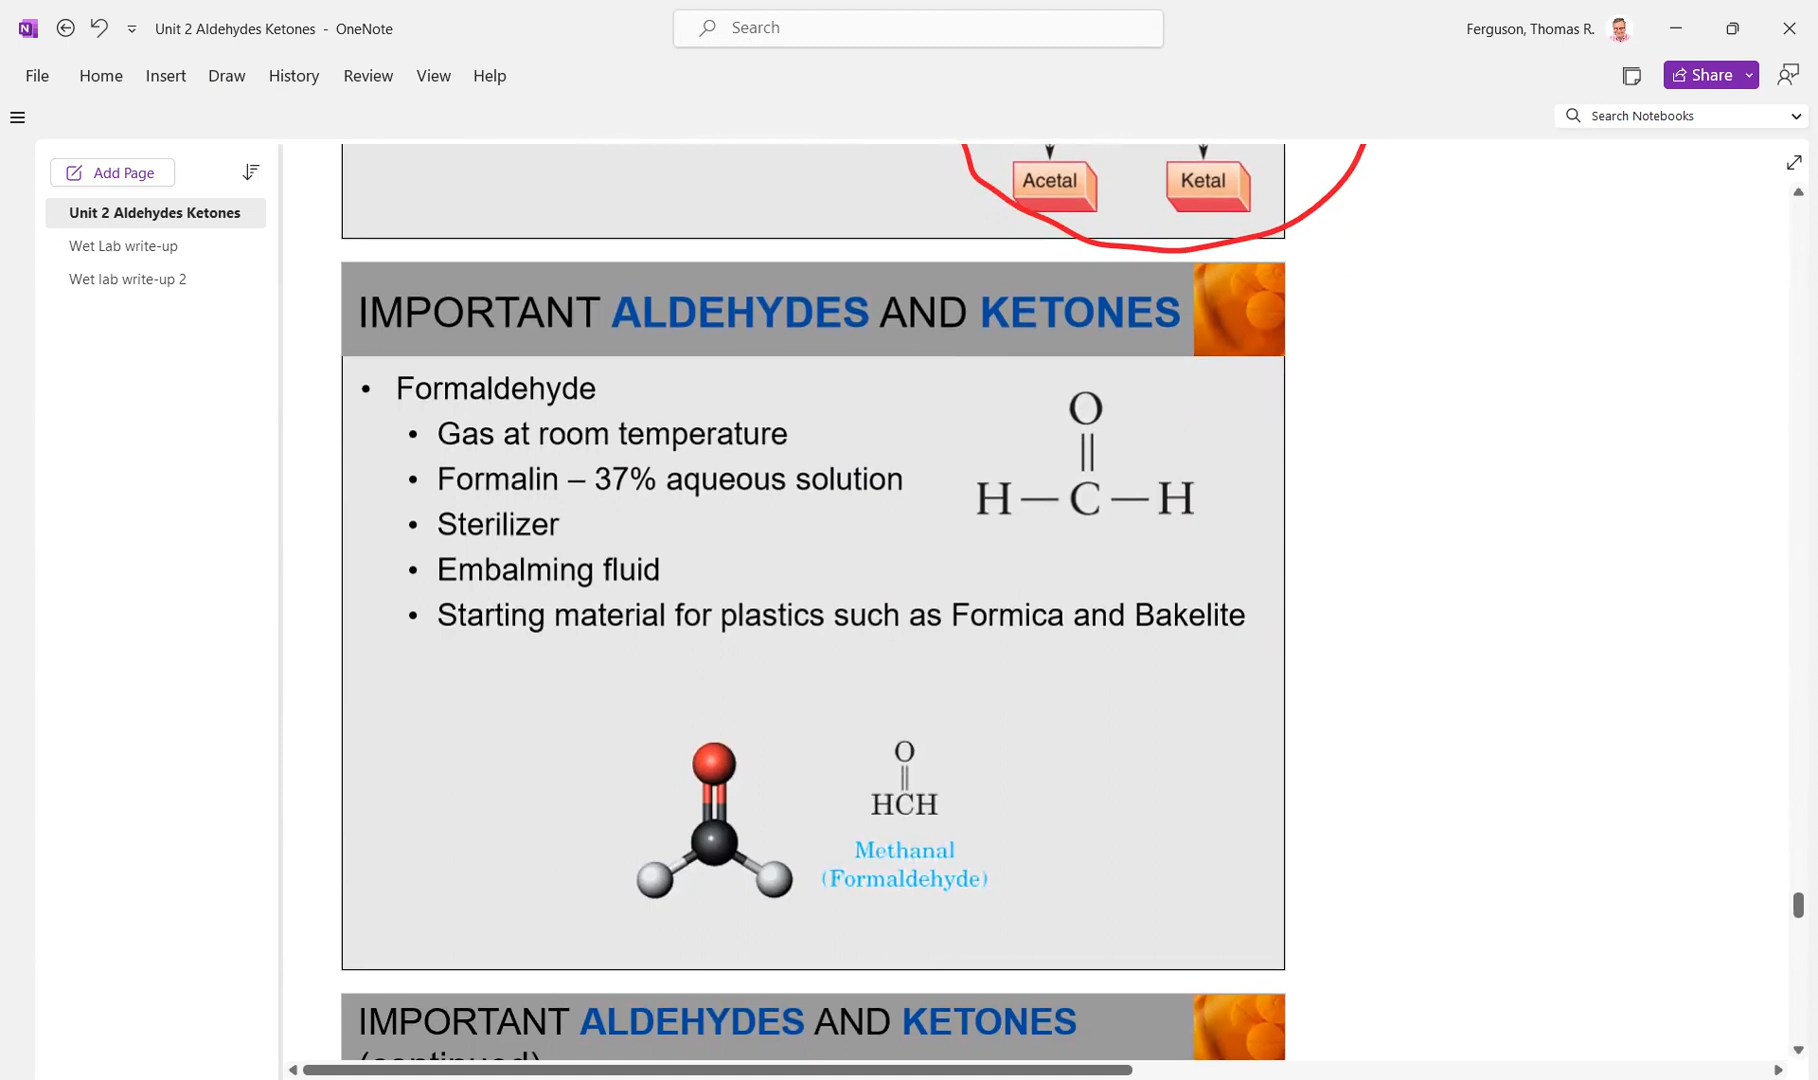 Unit 2 Aldehydes Ketones - OneNote
Search
Ferguson, Thomas R.
File Home Insert Draw History Review View Help
Share
Search Notebooks
Add Page
Unit 2 Aldehydes Ketones
Wet Lab write-up
Wet lab write-up 2
Acetal Ketal
IMPORTANT ALDEHYDES AND KETONES
• Formaldehyde
• Gas at room temperature
• Formalin – 37% aqueous solution
• Sterilizer
• Embalming fluid
• Starting material for plastics such as Formica and Bakelite
O
H—C—H
O
HCH
Methanal
(Formaldehyde)
IMPORTANT ALDEHYDES AND KETONES
(continued)